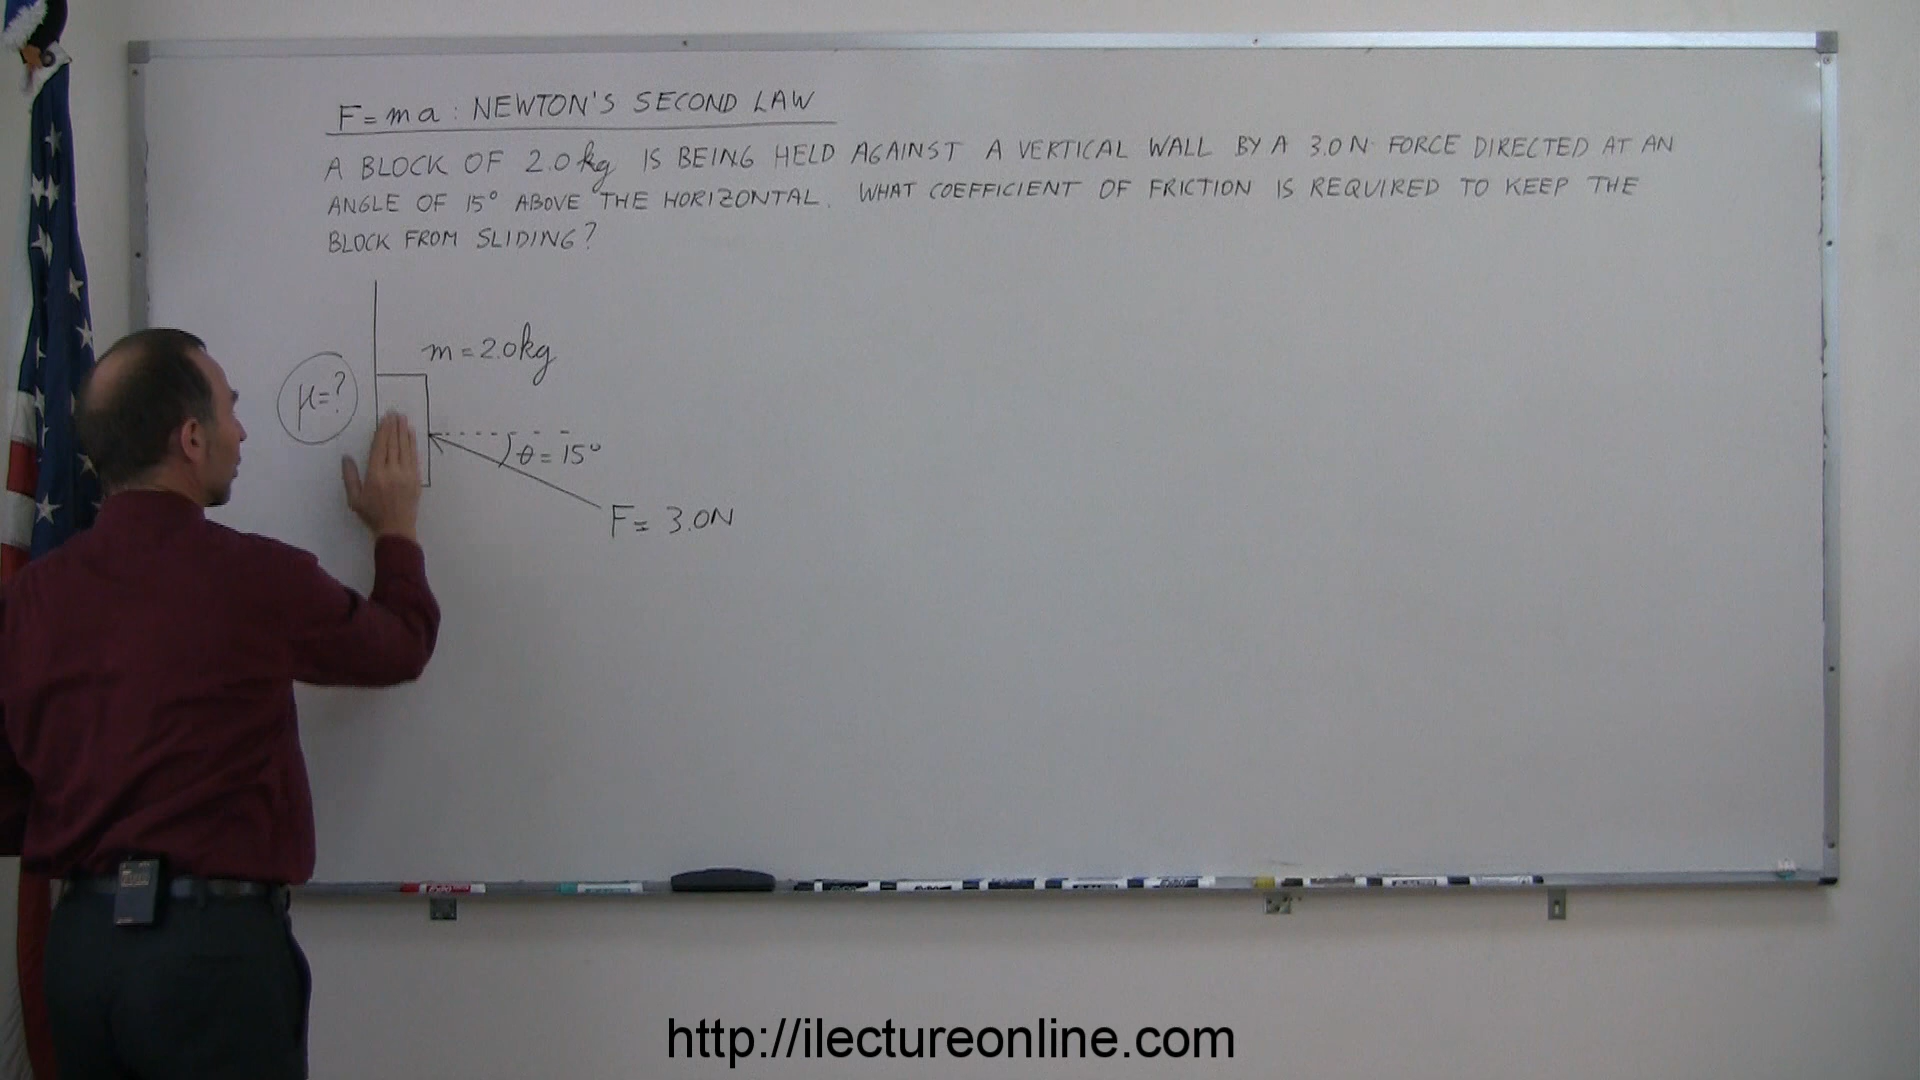 F = ma : NEWTON'S SECOND LAW
A BLOCK OF 2.0 kg IS BEING HELD AGAINST A VERTICAL WALL BY A 3.0 N FORCE DIRECTED AT AN
ANGLE OF 15° ABOVE THE HORIZONTAL. WHAT COEFFICIENT OF FRICTION IS REQUIRED TO KEEP THE
BLOCK FROM SLIDING?
m = 2.0 kg
μ = ?
θ = 15°
F = 3.0 N
http://ilectureonline.com